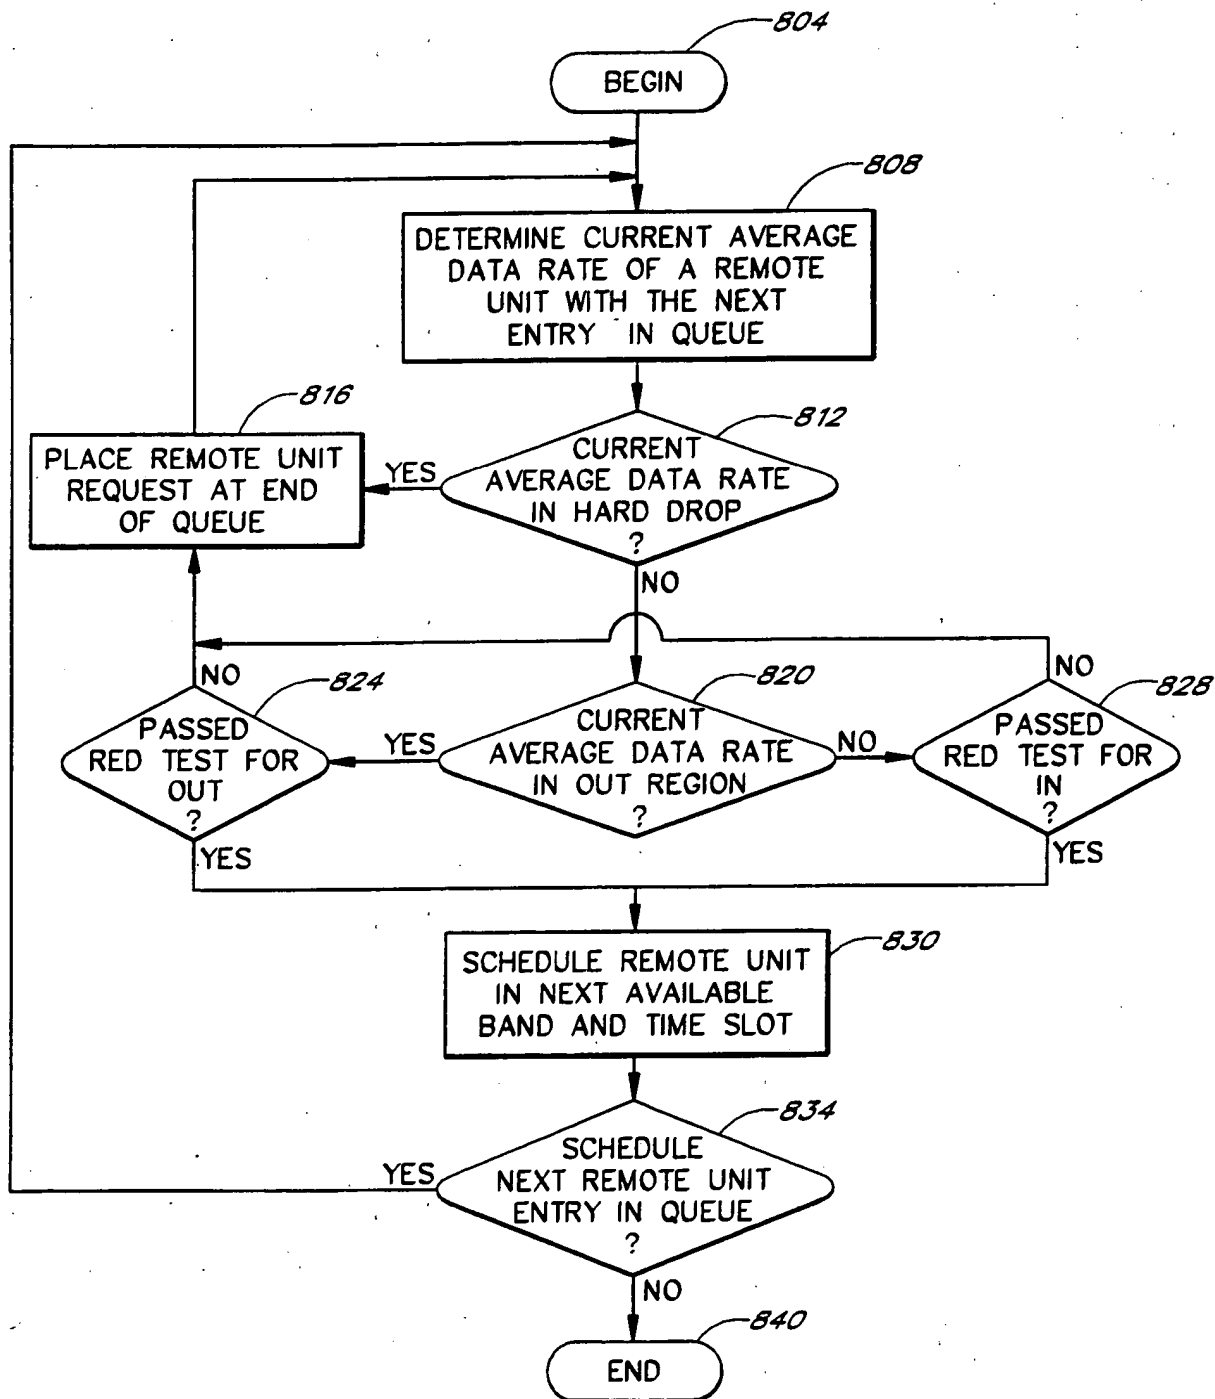 804
BEGIN
808
DETERMINE CURRENT AVERAGE
DATA RATE OF A REMOTE
UNIT WITH THE NEXT
ENTRY IN QUEUE
816
PLACE REMOTE UNIT
REQUEST AT END
OF QUEUE
YES
812
CURRENT
AVERAGE DATA RATE
IN HARD DROP
?
NO
NO
824
PASSED
RED TEST FOR
OUT
?
YES
YES
820
CURRENT
AVERAGE DATA RATE
IN OUT REGION
?
NO
NO
828
PASSED
RED TEST FOR
IN
?
YES
830
SCHEDULE REMOTE UNIT
IN NEXT AVAILABLE
BAND AND TIME SLOT
834
SCHEDULE
NEXT REMOTE UNIT
ENTRY IN QUEUE
?
YES
NO
840
END